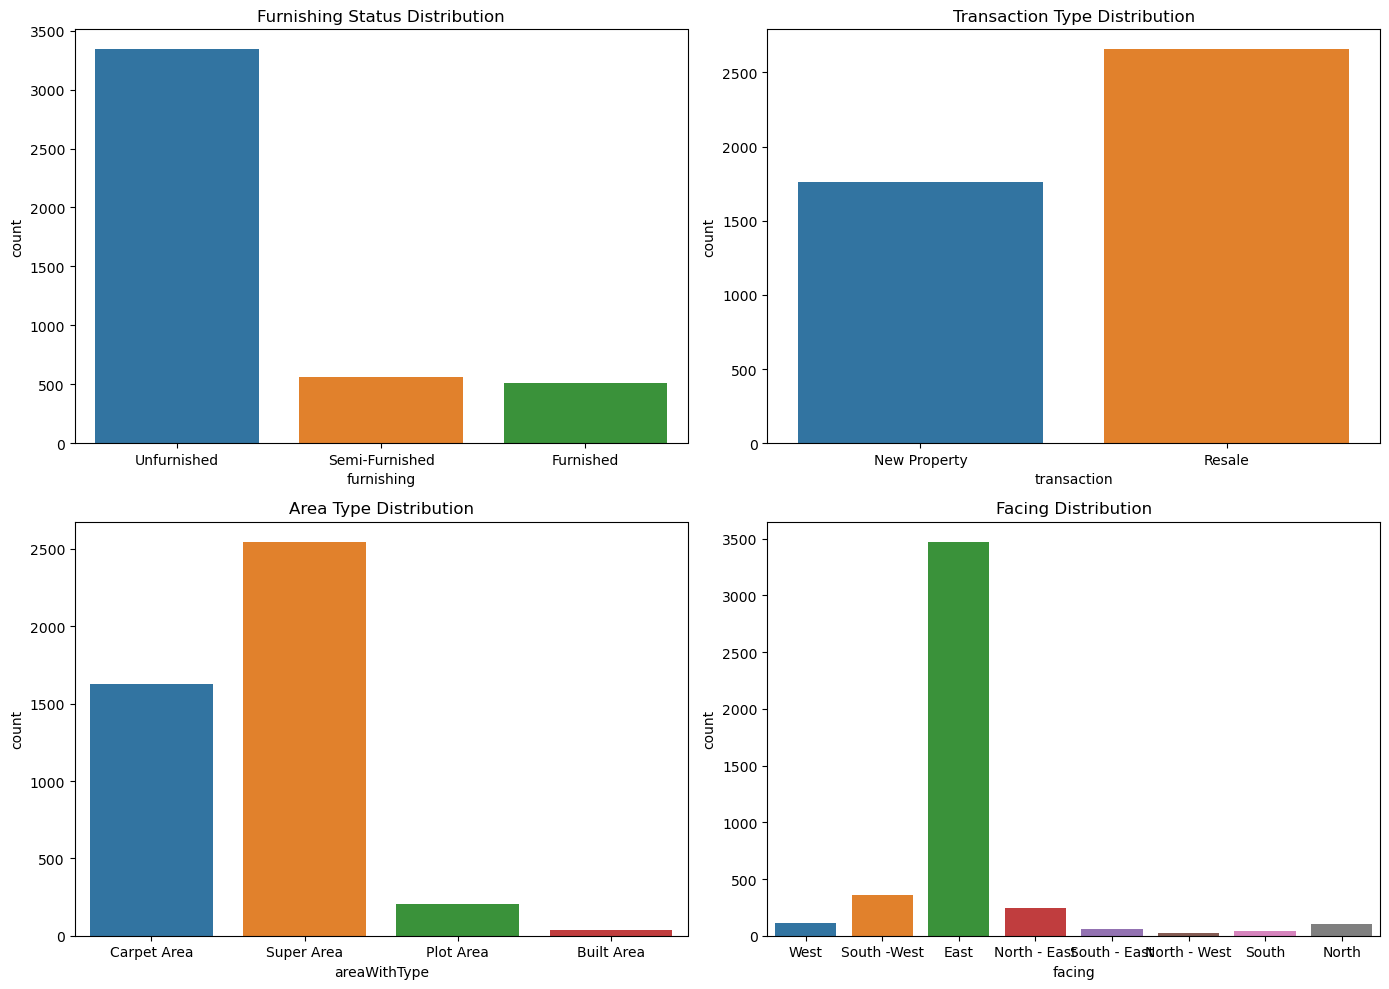 Furnishing Status Distribution
3500
3000
2500
2000
1500
1000
500
0
count
Unfurnished Semi-Furnished Furnished
furnishing
Transaction Type Distribution
2500
2000
1500
1000
500
0
count
New Property Resale
transaction
Area Type Distribution
2500
2000
1500
1000
500
0
count
Carpet Area Super Area Plot Area Built Area
areaWithType
Facing Distribution
3500
3000
2500
2000
1500
1000
500
0
count
West South -West East North - East South - East North - West South North
facing